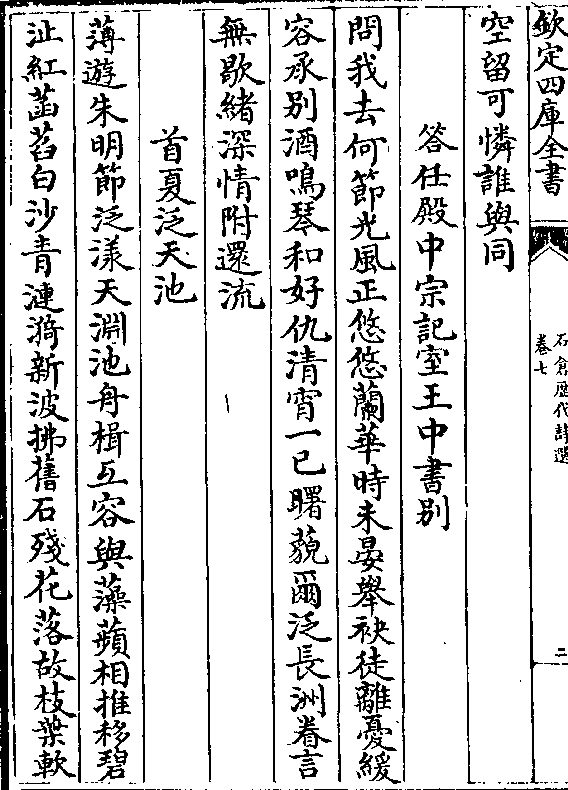 欽定四庫全書
石倉歷代詩選
卷七
二
空留可憐誰與同
答任殿中宗記室王中書别
問我去何節光風正悠悠蘭華時未晏舉袂徒離憂緩
容承别酒鳴琴和好仇清宵一已曙藐爾泛長洲眷言
無歇緒深情附還流
首夏泛天池
薄遊朱明節泛漾天淵池舟楫互容與藻蘋相推移碧
沚紅菡萏白沙青漣漪新波拂舊石殘花落故枝葉軟